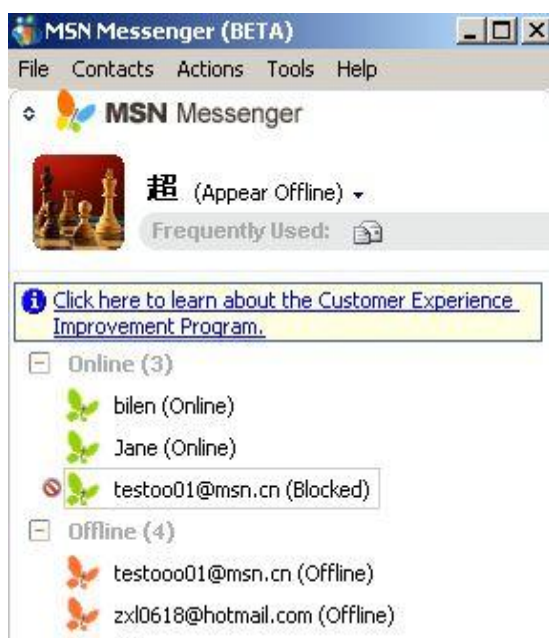 MSN Messenger (BETA)
File Contacts Actions Tools Help
MSN Messenger
超 (Appear Offline)
Frequently Used:
Click here to learn about the Customer Experience
Improvement Program.
Online (3)
bilen (Online)
Jane (Online)
testoo01@msn.cn (Blocked)
Offline (4)
testooo01@msn.cn (Offline)
zxl0618@hotmail.com (Offline)